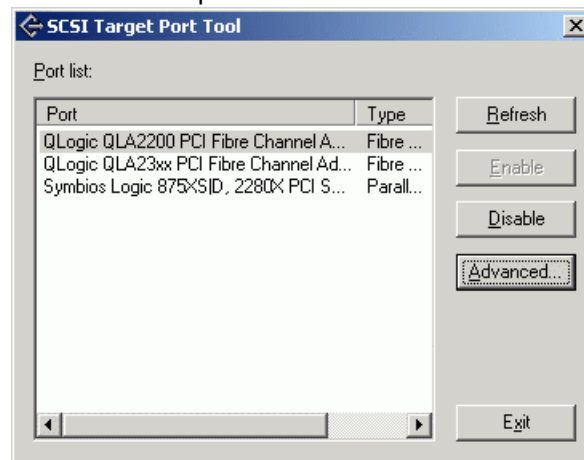 SCSI Target Port Tool
Port list:
Port Type
QLogic QLA2200 PCI Fibre Channel A... Fibre ...
QLogic QLA23xx PCI Fibre Channel Ad... Fibre ...
Symbios Logic 875XS|D, 2280X PCI S... Parall...
Refresh
Enable
Disable
Advanced...
Exit